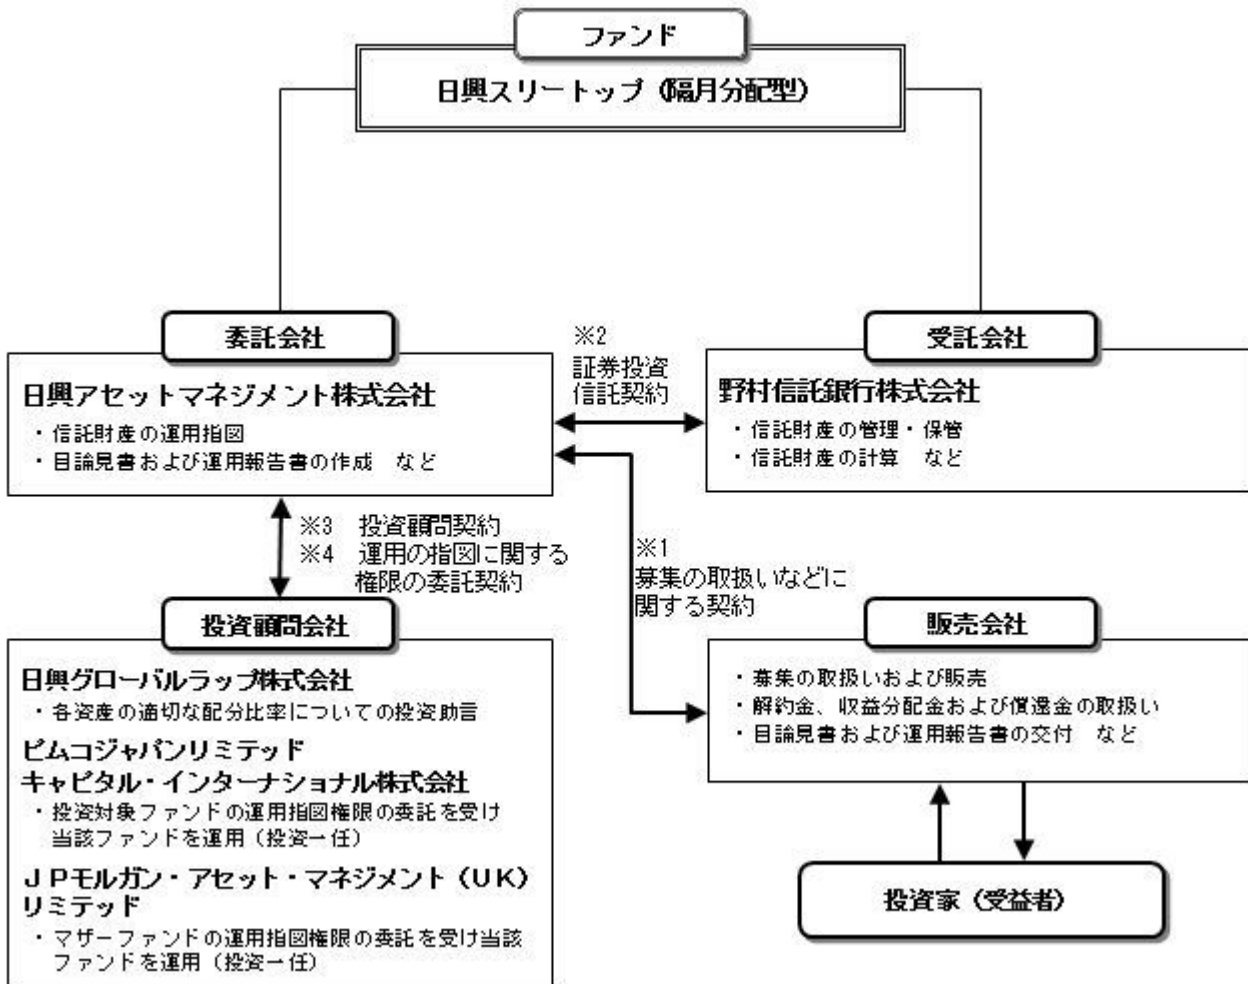 ファンド
日興スリートップ（隔月分配型）
委託会社
日興アセットマネジメント株式会社
・信託財産の運用指図
・目論見書および運用報告書の作成　など
※2
証券投資
信託契約
受託会社
野村信託銀行株式会社
・信託財産の管理・保管
・信託財産の計算　など
※3　投資顧問契約
※4　運用の指図に関する
権限の委託契約
※1
募集の取扱いなどに
関する契約
投資顧問会社
日興グローバルラップ株式会社
・各資産の適切な配分比率についての投資助言
ピムコジャパンリミテッド
キャピタル・インターナショナル株式会社
・投資対象ファンドの運用指図権限の委託を受け
当該ファンドを運用（投資一任）
ＪＰモルガン・アセット・マネジメント（ＵＫ）
リミテッド
・マザーファンドの運用指図権限の委託を受け当該
ファンドを運用（投資一任）
販売会社
・募集の取扱いおよび販売
・解約金、収益分配金および償還金の取扱い
・目論見書および運用報告書の交付　など
投資家（受益者）